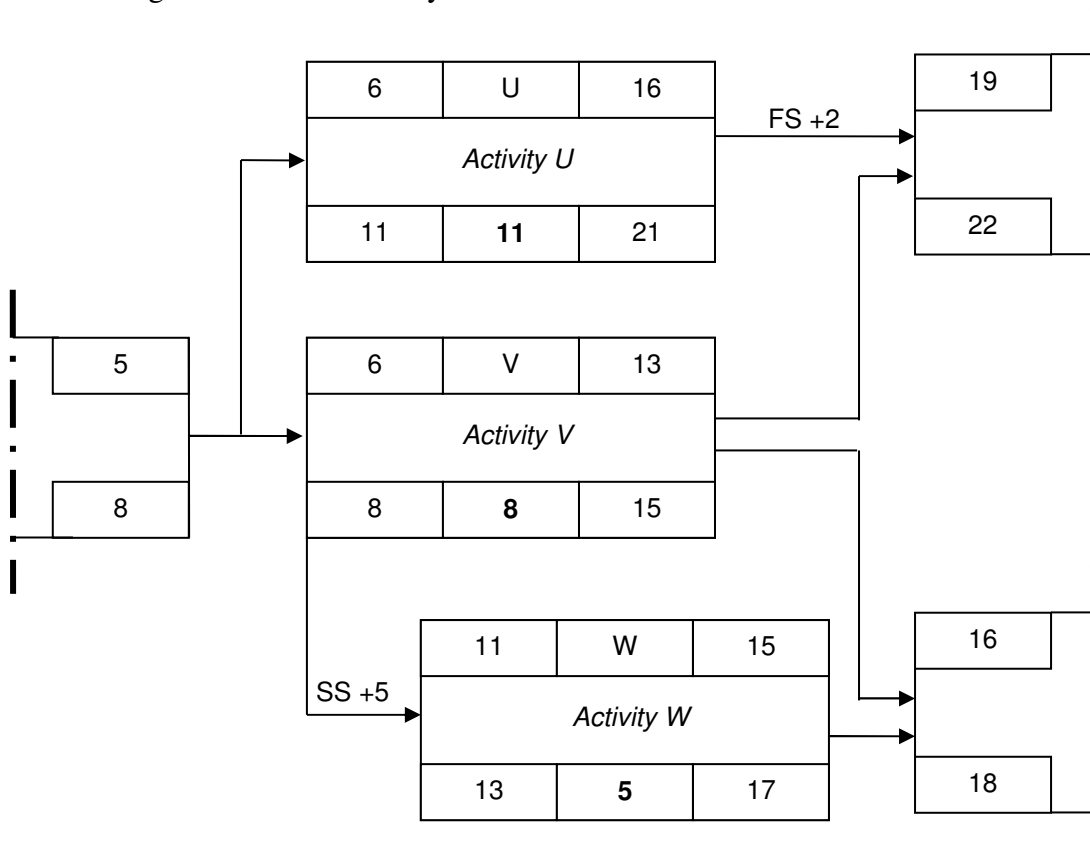 6 U 16 19
FS +2
Activity U
11 11 21 22
5 6 V 13
Activity V
8 8 8 15
11 W 15 16
SS +5
Activity W
13 5 17 18